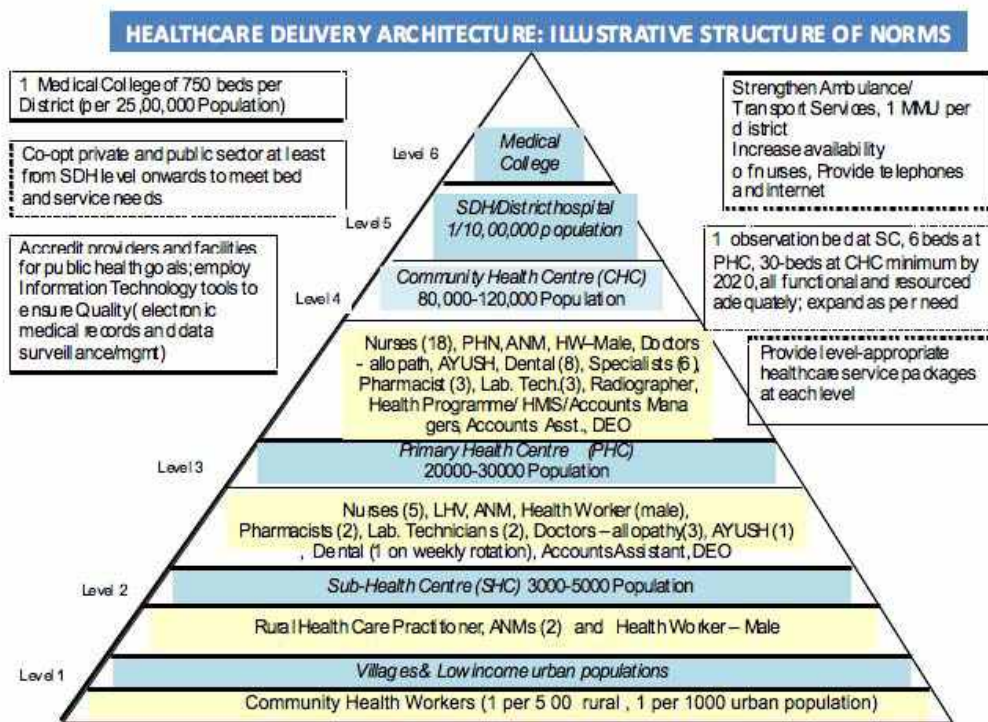 HEALTHCARE DELIVERY ARCHITECTURE: ILLUSTRATIVE STRUCTURE OF NORMS
1 Medical College of 750 beds per
District (per 25,00,000 Population)
Co-opt private and public sector at least
from SDH level onwards to meet bed
and service needs
Accredit providers and facilities
for public health goals; employ
Information Technology tools to
ensure Quality( electronic
medical records and data
surveillance/mgmt)
Strengthen Ambulance/
Transport Services, 1 MMU per
district
Increase availability
of nurses, Provide telephones
and internet
1 observation bed at SC, 6 beds at
PHC, 30-beds at CHC minimum by
2020, all functional and resourced
adequately; expand as per need
Provide level-appropriate
healthcare service packages
at each level
Level 6
Medical
College
Level 5
SDH/District hospital
1/10,00,000 population
Level 4
Community Health Centre (CHC)
80,000-120,000 Population
Nurses (18), PHN, ANM, HW–Male, Doctors
- allopath, AYUSH, Dental (8), Specialists (6),
Pharmacist (3), Lab. Tech.(3), Radiographer,
Health Programme/ HMIS/Accounts Mana
gers, Accounts Asst., DEO
Level 3
Primary Health Centre (PHC)
20000-30000 Population
Nurses (5), LHV, ANM, Health Worker (male),
Pharmacists (2), Lab. Technicians (2), Doctors – allopathy(3), AYUSH (1)
, Dental (1 on weekly rotation), Accounts Assistant, DEO
Level 2
Sub-Health Centre (SHC) 3000-5000 Population
Rural Health Care Practitioner, ANMs (2) and Health Worker – Male
Level 1
Villages & Low income urban populations
Community Health Workers (1 per 500 rural , 1 per 1000 urban population)